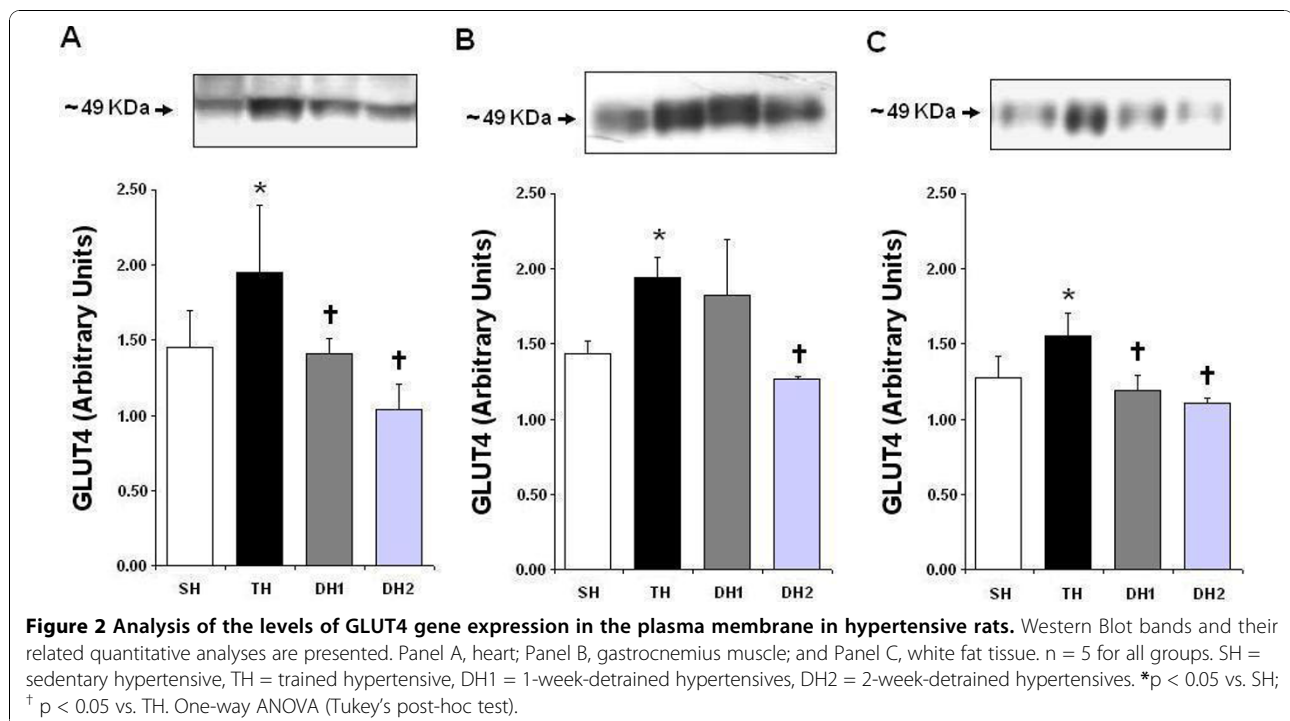 A
B
C
~ 49 KDa
~ 49 KDa
~ 49 KDa
GLUT4 (Arbitrary Units)
2.50
2.00
1.50
1.00
0.50
0.00
*
†
†
SH TH DH1 DH2
GLUT4 (Arbitrary Units)
2.50
2.00
1.50
1.00
0.50
0.00
*
†
SH TH DH1 DH2
GLUT4 (Arbitrary Units)
2.50
2.00
1.50
1.00
0.50
0.00
*
†
†
SH TH DH1 DH2
Figure 2 Analysis of the levels of GLUT4 gene expression in the plasma membrane in hypertensive rats. Western Blot bands and their
related quantitative analyses are presented. Panel A, heart; Panel B, gastrocnemius muscle; and Panel C, white fat tissue. n = 5 for all groups. SH =
sedentary hypertensive, TH = trained hypertensive, DH1 = 1-week-detrained hypertensives, DH2 = 2-week-detrained hypertensives. *p < 0.05 vs. SH;
† p < 0.05 vs. TH. One-way ANOVA (Tukey's post-hoc test).